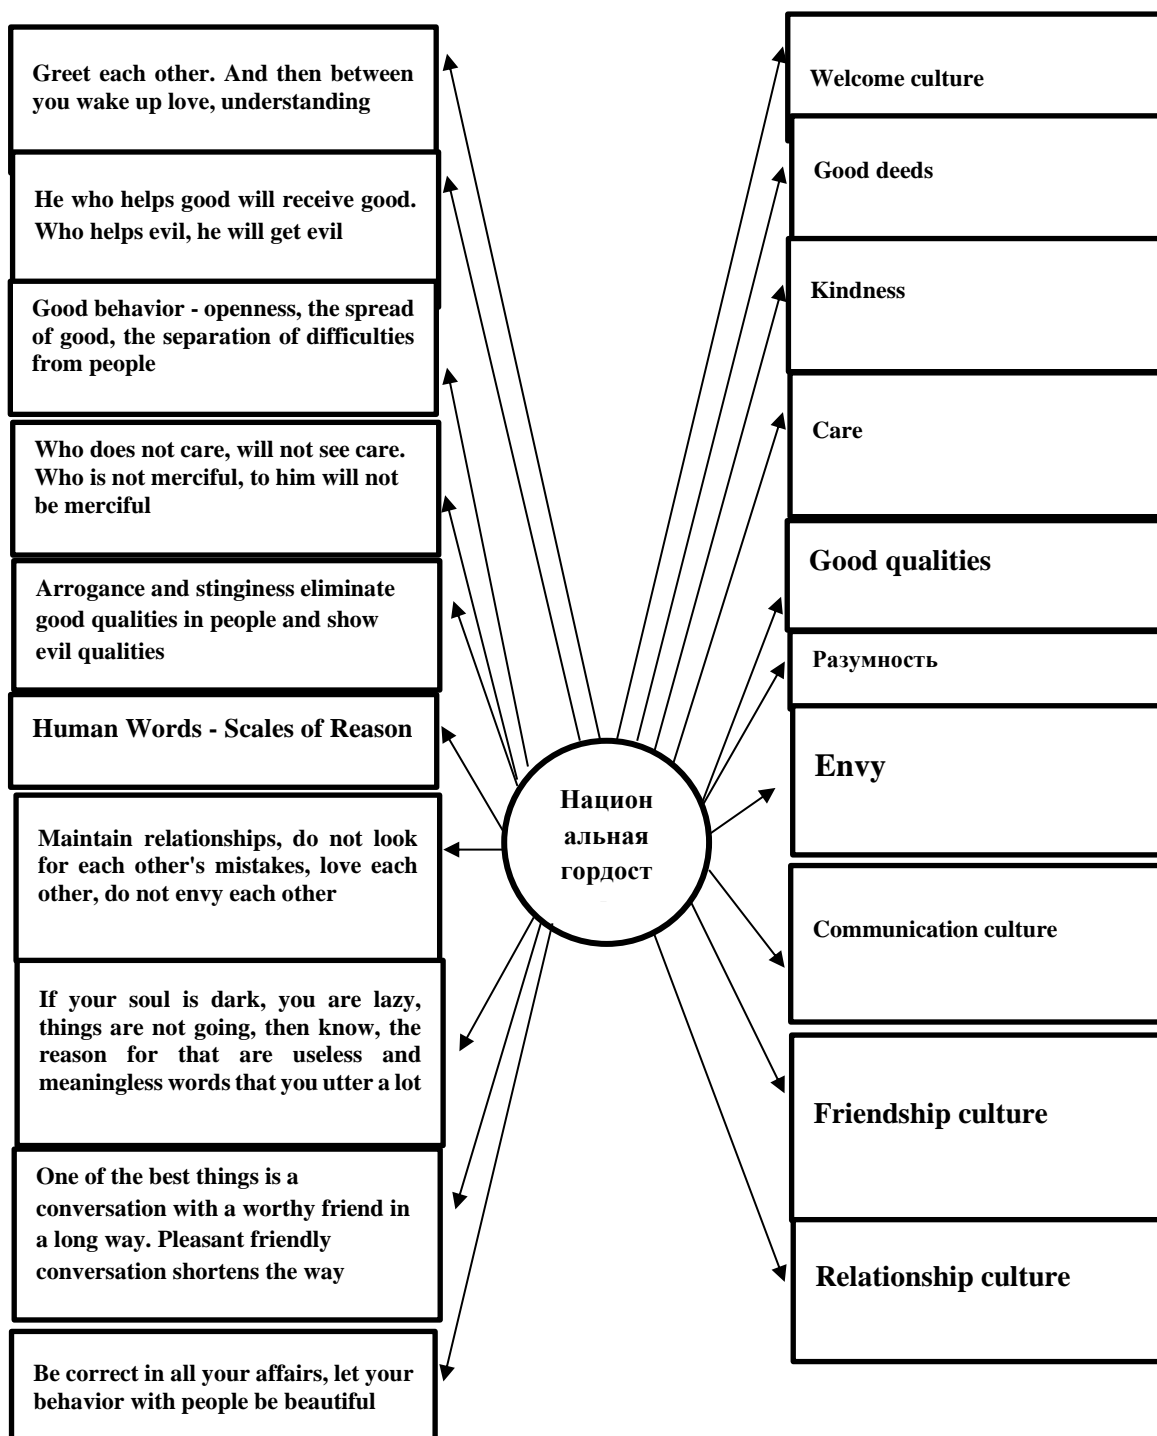 Greet each other. And then between
you wake up love, understanding
He who helps good will receive good.
Who helps evil, he will get evil
Good behavior - openness, the spread
of good, the separation of difficulties
from people
Who does not care, will not see care.
Who is not merciful, to him will not
be merciful
Arrogance and stinginess eliminate
good qualities in people and show
evil qualities
Human Words - Scales of Reason
Maintain relationships, do not look
for each other's mistakes, love each
other, do not envy each other
If your soul is dark, you are lazy,
things are not going, then know, the
reason for that are useless and
meaningless words that you utter a lot
One of the best things is a
conversation with a worthy friend in
a long way. Pleasant friendly
conversation shortens the way
Be correct in all your affairs, let your
behavior with people be beautiful
Национ
альная
гордост
Welcome culture
Good deeds
Kindness
Care
Good qualities
Разумность
Envy
Communication culture
Friendship culture
Relationship culture